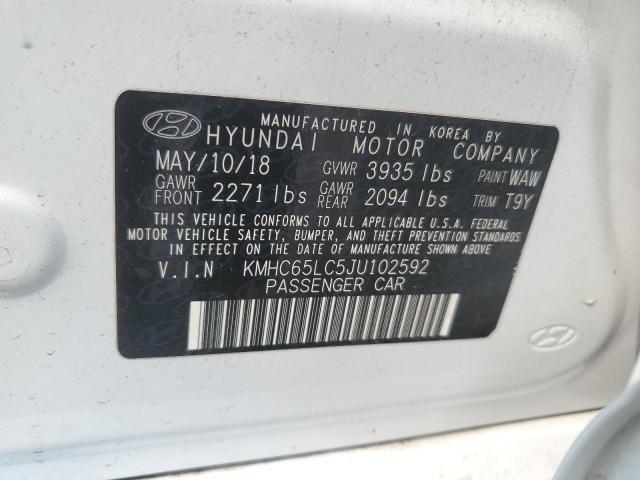 MANUFACTURED IN KOREA BY
HYUNDAI MOTOR COMPANY
MAY/10/18 GVWR 3935 lbs PAINT WAW
GAWR FRONT 2271 lbs GAWR REAR 2094 lbs TRIM T9Y
THIS VEHICLE CONFORMS TO ALL APPLICABLE U.S.A. FEDERAL
MOTOR VEHICLE SAFETY, BUMPER, AND THEFT PREVENTION STANDARDS
IN EFFECT ON THE DATE OF MANUFACTURE SHOWN ABOVE.
V.I.N KMHC65LC5JU102592
PASSENGER CAR